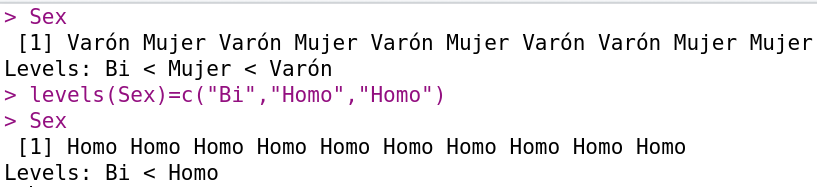 > Sex
[1] Varón Mujer Varón Mujer Varón Mujer Varón Varón Mujer Mujer
Levels: Bi < Mujer < Varón
> levels(Sex)=c("Bi","Homo","Homo")
> Sex
[1] Homo Homo Homo Homo Homo Homo Homo Homo Homo Homo
Levels: Bi < Homo